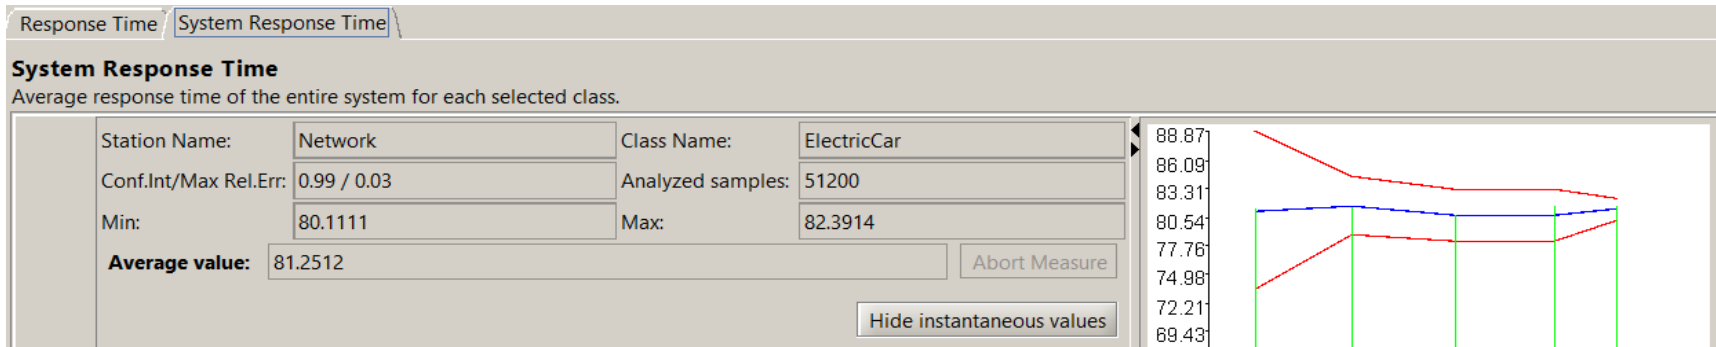 Response Time
System Response Time
System Response Time
Average response time of the entire system for each selected class.
Station Name: Network Class Name: ElectricCar
Conf.Int/Max Rel.Err: 0.99 / 0.03 Analyzed samples: 51200
Min: 80.1111 Max: 82.3914
Average value: 81.2512 Abort Measure
Hide instantaneous values
88.87
86.09
83.31
80.54
77.76
74.98
72.21
69.43